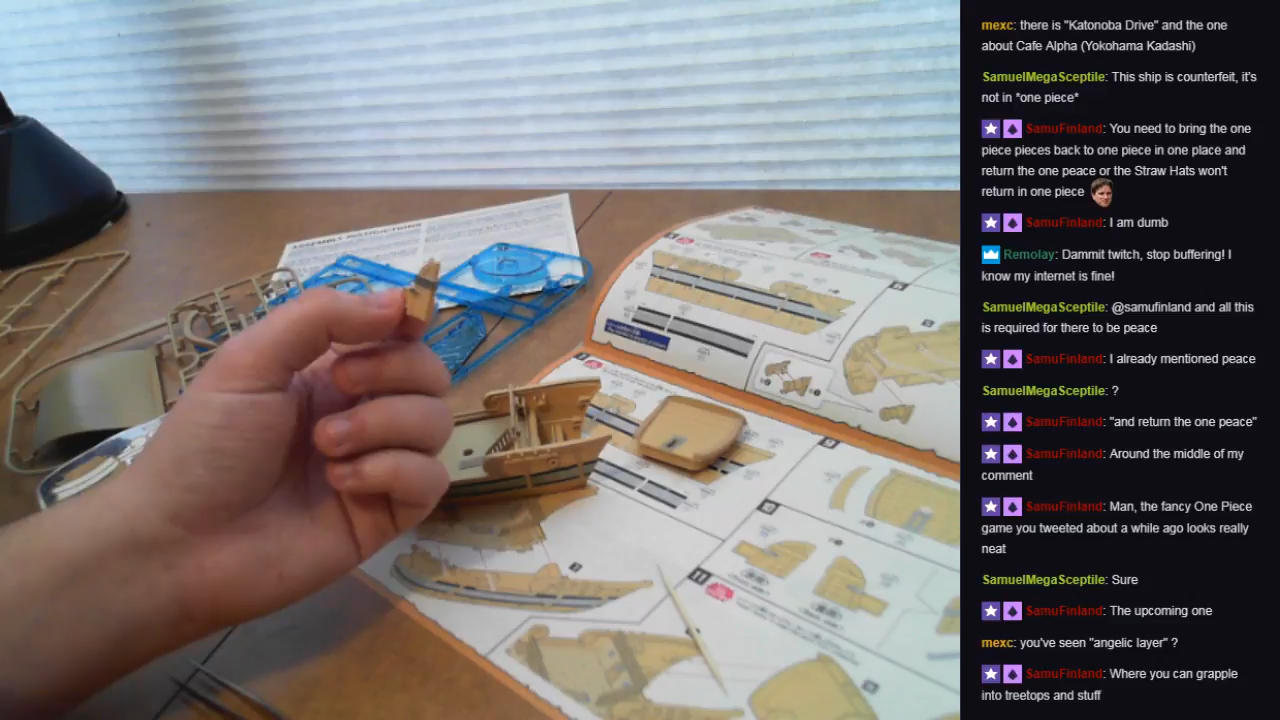 ASSEMBLY INSTRUCTIONS
11
mexc: there is "Katonoba Drive" and the one
about Cafe Alpha (Yokohama Kadashi)
SamuelMegaSceptile: This ship is counterfeit, it's
not in *one piece*
SamuFinland: You need to bring the one
piece pieces back to one piece in one place and
return the one peace or the Straw Hats won't
return in one piece
SamuFinland: I am dumb
Remolay: Dammit twitch, stop buffering! I
know my internet is fine!
SamuelMegaSceptile: @samufinland and all this
is required for there to be peace
SamuFinland: I already mentioned peace
SamuelMegaSceptile: ?
SamuFinland: "and return the one peace"
SamuFinland: Around the middle of my
comment
SamuFinland: Man, the fancy One Piece
game you tweeted about a while ago looks really
neat
SamuelMegaSceptile: Sure
SamuFinland: The upcoming one
mexc: you've seen "angelic layer" ?
SamuFinland: Where you can grapple
into treetops and stuff